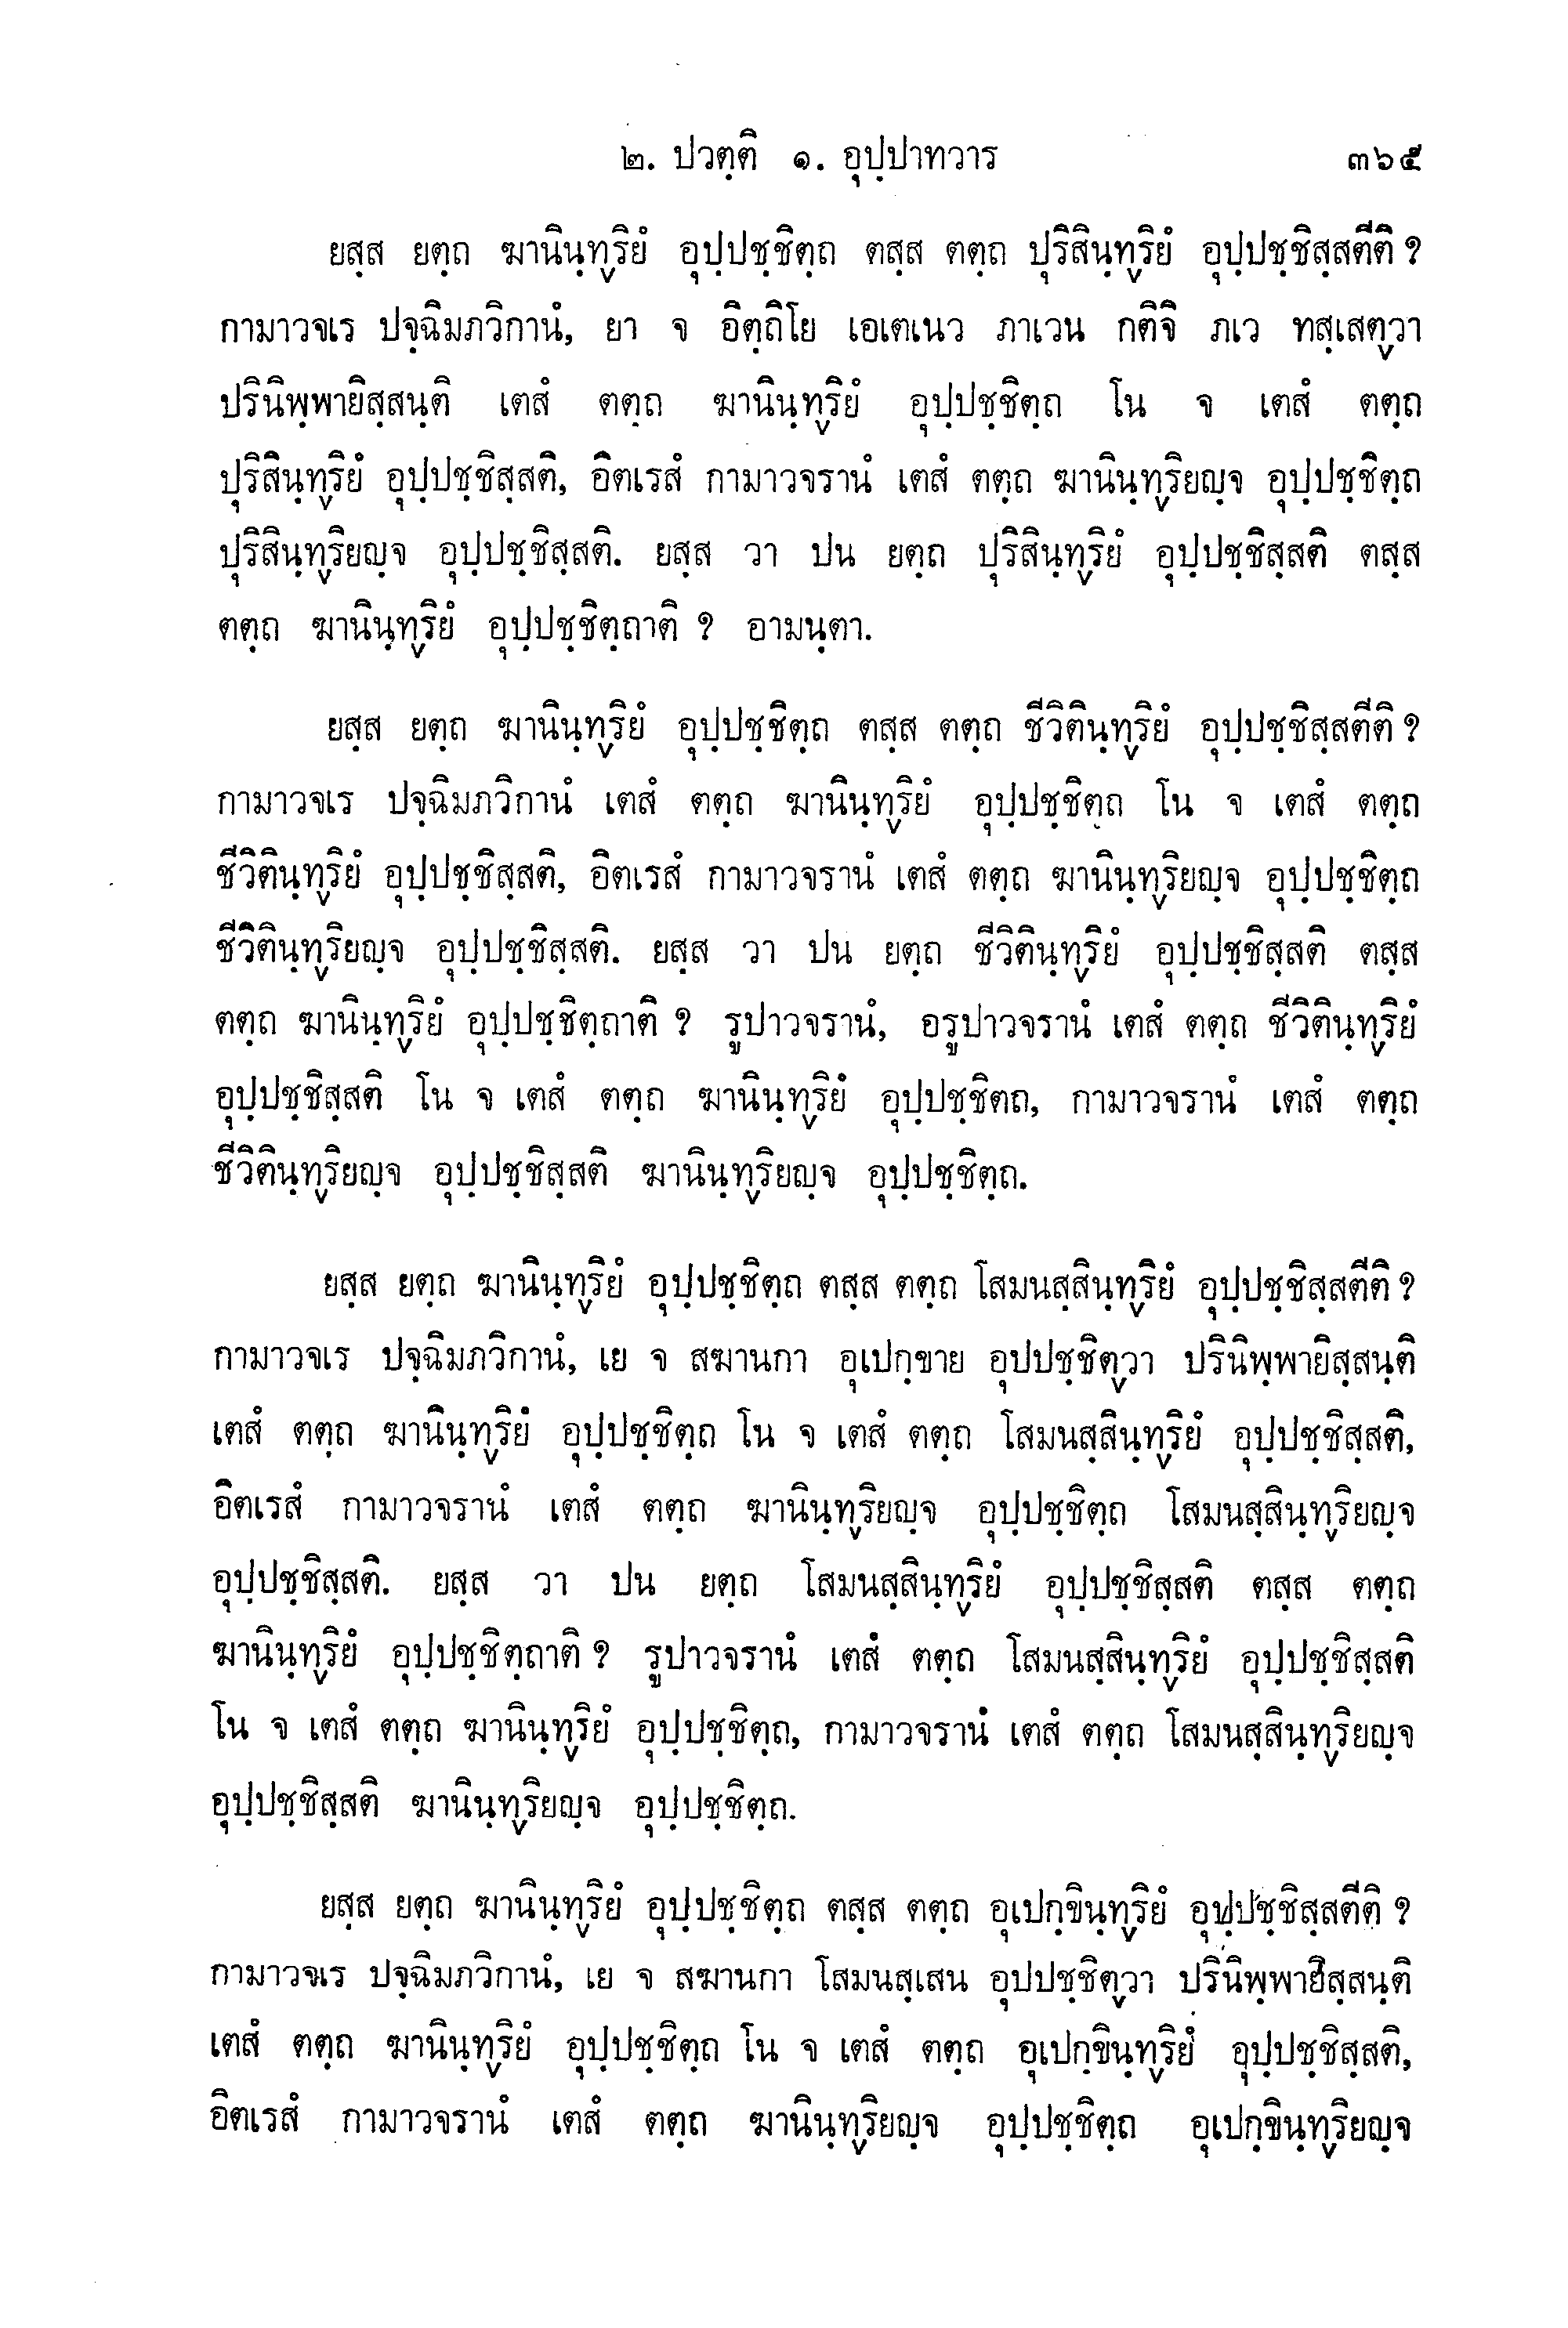 ๒. ปวตฺติ ๑. อุปฺปาทวาร ๓๖๕
ยสฺส ยตฺถ ฆานินฺทฺริยํ อุปฺปชฺชิตฺถ ตสฺส ตตฺถ ปุริสินฺทฺริยํ อุปฺปชฺชิสฺสตีติ ?
กามาวจเร ปจฺฉิมภวิกานํ, ยา จ อิตฺถิโย เอเตเนว ภาเวน กติจิ ภเว ทสฺเสตฺวา
ปรินิพฺพายิสฺสนฺติ เตสํ ตตฺถ ฆานินฺทฺริยํ อุปฺปชฺชิตฺถ โน จ เตสํ ตตฺถ
ปุริสินฺทฺริยํ อุปฺปชฺชิสฺสติ, อิตเรสํ กามาวจรานํ เตสํ ตตฺถ ฆานินฺทฺริยญฺจ อุปฺปชฺชิตฺถ
ปุริสินฺทฺริยญฺจ อุปฺปชฺชิสฺสติ. ยสฺส วา ปน ยตฺถ ปุริสินฺทฺริยํ อุปฺปชฺชิสฺสติ ตสฺส
ตตฺถ ฆานินฺทฺริยํ อุปฺปชฺชิตฺถาติ ? อามนฺตา.
ยสฺส ยตฺถ ฆานินฺทฺริยํ อุปฺปชฺชิตฺถ ตสฺส ตตฺถ ชีวิตินฺทฺริยํ อุปฺปชฺชิสฺสตีติ ?
กามาวจเร ปจฺฉิมภวิกานํ เตสํ ตตฺถ ฆานินฺทฺริยํ อุปฺปชฺชิตฺถ โน จ เตสํ ตตฺถ
ชีวิตินฺทฺริยํ อุปฺปชฺชิสฺสติ, อิตเรสํ กามาวจรานํ เตสํ ตตฺถ ฆานินฺทฺริยญฺจ อุปฺปชฺชิตฺถ
ชีวิตินฺทฺริยญฺจ อุปฺปชฺชิสฺสติ. ยสฺส วา ปน ยตฺถ ชีวิตินฺทฺริยํ อุปฺปชฺชิสฺสติ ตสฺส
ตตฺถ ฆานินฺทฺริยํ อุปฺปชฺชิตฺถาติ ? รูปาวจรานํ, อรูปาวจรานํ เตสํ ตตฺถ ชีวิตินฺทฺริยํ
อุปฺปชฺชิสฺสติ โน จ เตสํ ตตฺถ ฆานินฺทฺริยํ อุปฺปชฺชิตถ, กามาวจรานํ เตสํ ตตฺถ
ชีวิตินฺทฺริยญฺจ อุปฺปชฺชิสฺสติ ฆานินฺทฺริยญฺจ อุปฺปชฺชิตฺถ.
ยสฺส ยตฺถ ฆานินฺทฺริยํ อุปฺปชฺชิตฺถ ตสฺส ตตฺถ โสมนสฺสินฺทฺริยํ อุปฺปชฺชิสฺสตีติ ?
กามาวจเร ปจฺฉิมภวิกานํ, เย จ สฆานกา อุเปกฺขาย อุปปชฺชิตฺวา ปรินิพฺพายิสฺสนฺติ
เตสํ ตตฺถ ฆานินฺทฺริยํ อุปฺปชฺชิตฺถ โน จ เตสํ ตตฺถ โสมนสฺสินฺทฺริยํ อุปฺปชฺชิสฺสติ,
อิตเรสํ กามาวจรานํ เตสํ ตตฺถ ฆานินฺทฺริยญฺจ อุปฺปชฺชิตฺถ โสมนสฺสินฺทฺริยญฺจ
อุปฺปชฺชิสฺสติ. ยสฺส วา ปน ยตฺถ โสมนสฺสินฺทฺริยํ อุปฺปชฺชิสฺสติ ตสฺส ตตฺถ
ฆานินฺทฺริยํ อุปฺปชฺชิตฺถาติ ? รูปาวจรานํ เตสํ ตตฺถ โสมนสฺสินฺทฺริยํ อุปฺปชฺชิสฺสติ
โน จ เตสํ ตตฺถ ฆานินฺทฺริยํ อุปฺปชฺชิตฺถ, กามาวจรานํ เตสํ ตตฺถ โสมนสฺสินฺทฺริยญฺจ
อุปฺปชฺชิสฺสติ ฆานินฺทฺริยญฺจ อุปฺปชฺชิตฺถ.
ยสฺส ยตฺถ ฆานินฺทฺริยํ อุปฺปชฺชิตฺถ ตสฺส ตตฺถ อุเปกฺขินฺทฺริยํ อุปฺปชฺชิสฺสตีติ ?
กามาวจเร ปจฺฉิมภวิกานํ, เย จ สฆานกา โสมนสฺเสน อุปปชฺชิตฺวา ปรินิพฺพายิสฺสนฺติ
เตสํ ตตฺถ ฆานินฺทฺริยํ อุปฺปชฺชิตฺถ โน จ เตสํ ตตฺถ อุเปกฺขินฺทฺริยํ อุปฺปชฺชิสฺสติ,
อิตเรสํ กามาวจรานํ เตสํ ตตฺถ ฆานินฺทฺริยญฺจ อุปฺปชฺชิตฺถ อุเปกฺขินฺทฺริยญฺจ